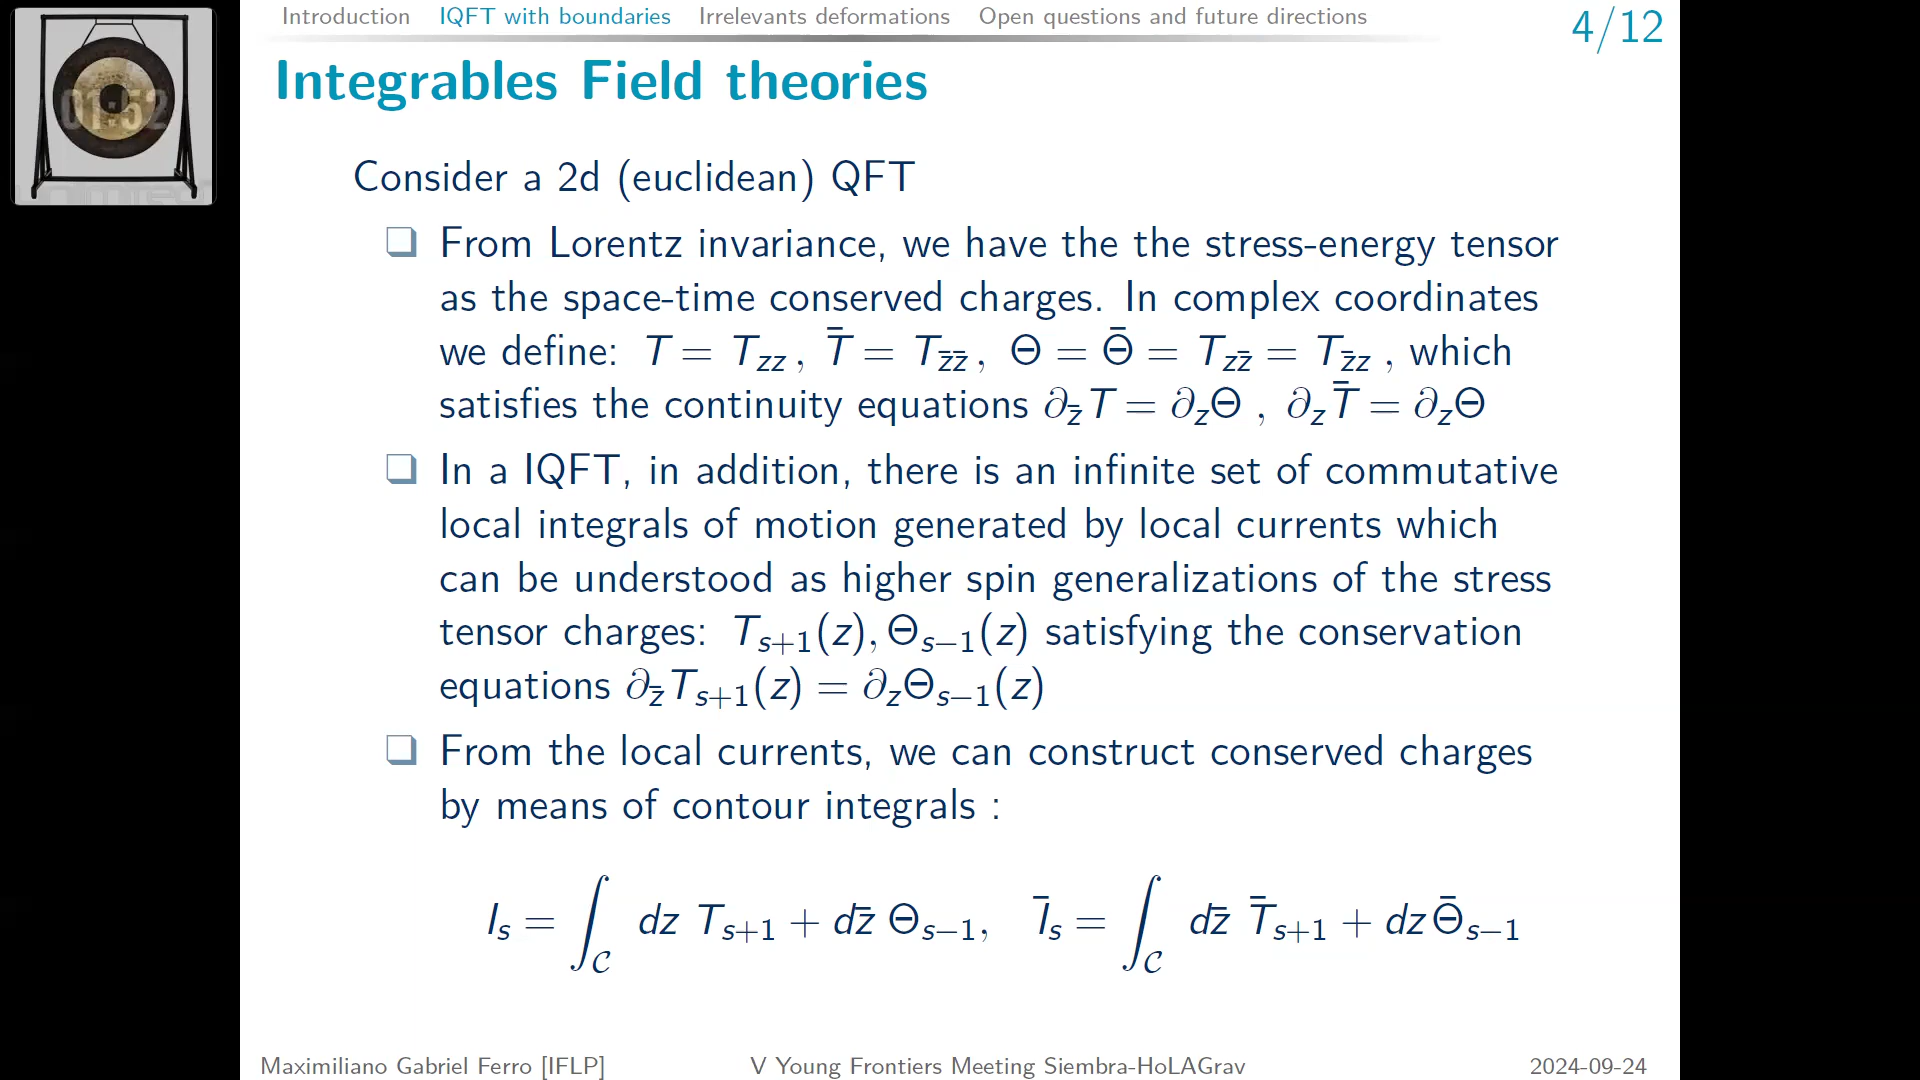 Introduction IQFT with boundaries Irrelevants deformations Open questions and future directions
4/12
01:52
Integrables Field theories
Consider a 2d (euclidean) QFT
❏ From Lorentz invariance, we have the the stress-energy tensor
as the space-time conserved charges. In complex coordinates
we define: T = T_{zz} , T̄ = T_{z̄z̄} , Θ = Θ̄ = T_{zz̄} = T_{z̄z} , which
satisfies the continuity equations ∂_{z̄}T = ∂_zΘ , ∂_zT̄ = ∂_zΘ
❏ In a IQFT, in addition, there is an infinite set of commutative
local integrals of motion generated by local currents which
can be understood as higher spin generalizations of the stress
tensor charges: T_{s+1}(z), Θ_{s−1}(z) satisfying the conservation
equations ∂_{z̄}T_{s+1}(z) = ∂_zΘ_{s−1}(z)
❏ From the local currents, we can construct conserved charges
by means of contour integrals :
I_s = ∫_C dz T_{s+1} + dz̄ Θ_{s−1}, Ī_s = ∫_C dz̄ T̄_{s+1} + dz Θ̄_{s−1}
Maximiliano Gabriel Ferro [IFLP] V Young Frontiers Meeting Siembra-HoLAGrav 2024-09-24